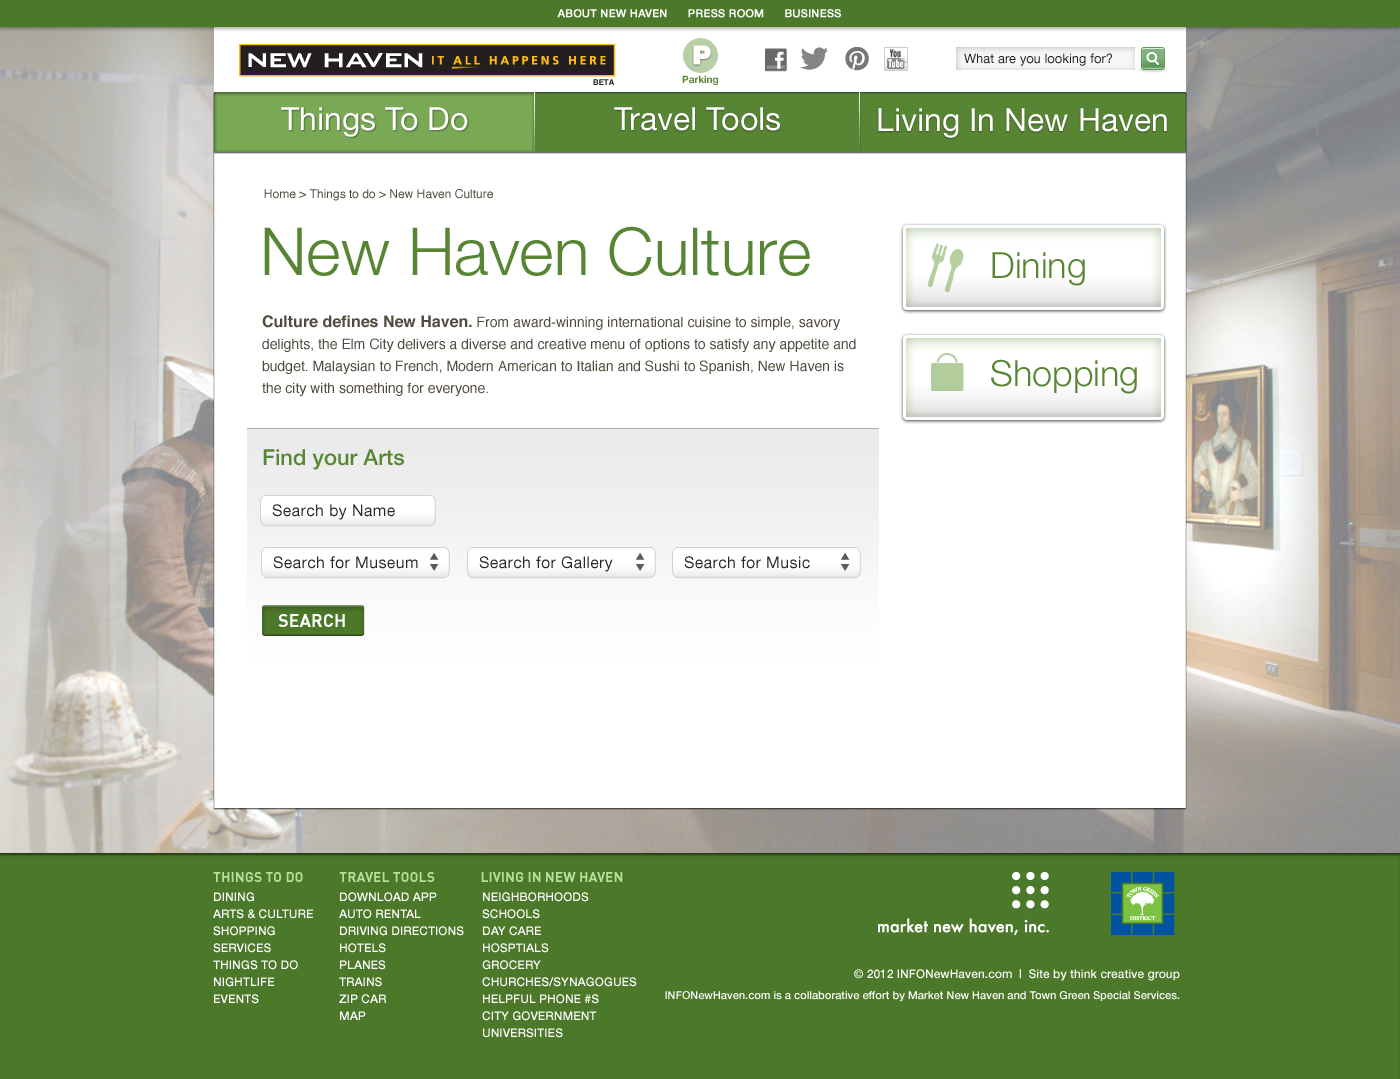 ABOUT NEW HAVEN PRESS ROOM BUSINESS
NEW HAVEN IT ALL HAPPENS HERE
BETA
P
Parking
You
Tube
What are you looking for?
Things To Do Travel Tools Living In New Haven
Home > Things to do > New Haven Culture
New Haven Culture
Culture defines New Haven. From award-winning international cuisine to simple, savory
delights, the Elm City delivers a diverse and creative menu of options to satisfy any appetite and
budget. Malaysian to French, Modern American to Italian and Sushi to Spanish, New Haven is
the city with something for everyone.
Dining
Shopping
Find your Arts
Search by Name
Search for Museum Search for Gallery Search for Music
SEARCH
THINGS TO DO
DINING
ARTS & CULTURE
SHOPPING
SERVICES
THINGS TO DO
NIGHTLIFE
EVENTS
TRAVEL TOOLS
DOWNLOAD APP
AUTO RENTAL
DRIVING DIRECTIONS
HOTELS
PLANES
TRAINS
ZIP CAR
MAP
LIVING IN NEW HAVEN
NEIGHBORHOODS
SCHOOLS
DAY CARE
HOSPTIALS
GROCERY
CHURCHES/SYNAGOGUES
HELPFUL PHONE #S
CITY GOVERNMENT
UNIVERSITIES
market new haven, inc.
TOWN GREEN
DISTRICT
© 2012 INFONewHaven.com | Site by think creative group
INFONewHaven.com is a collaborative effort by Market New Haven and Town Green Special Services.